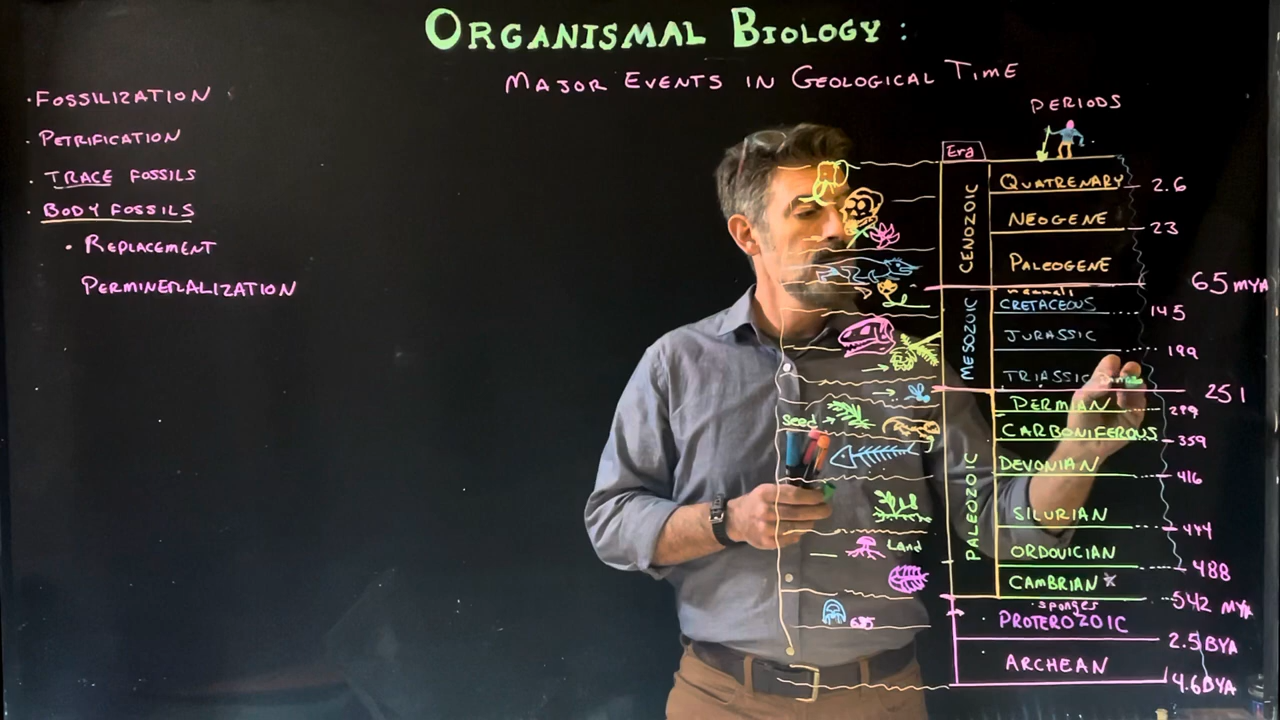 ORGANISMAL BIOLOGY:
MAJOR EVENTS IN GEOLOGICAL TIME
• FOSSILIZATION
• PETRIFICATION
• TRACE FOSSILS
• BODY FOSSILS
• REPLACEMENT
PERMINERALIZATION
PERIODS
Era
CENOZOIC
QUATRENARY 2.6
NEOGENE 23
PALEOGENE
65 MYA
mammals
MESOZOIC
CRETACEOUS 145
JURASSIC 199
TRIASSIC
251
PALEOZOIC
PERMIAN 299
seed
CARBONIFEROUS 359
DEVONIAN 416
SILURIAN 444
Land
ORDOVICIAN 488
CAMBRIAN *
542 MYA
sponges
635
PROTEROZOIC 2.5 BYA
ARCHEAN 4.6 BYA